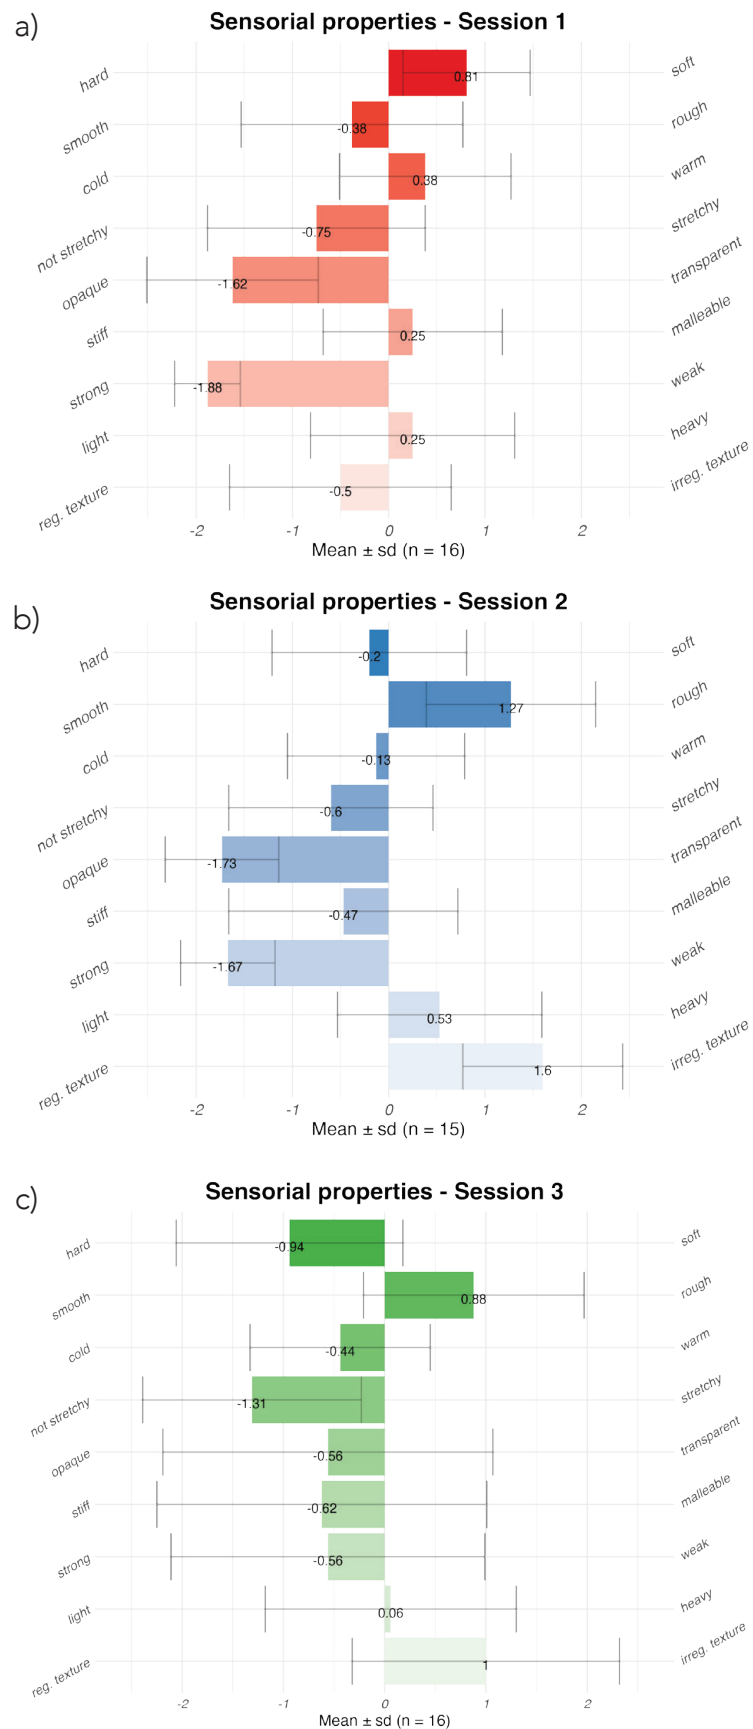 a)
Sensorial properties - Session 1
hard 0.81 soft
smooth -0.38 rough
cold 0.38 warm
not stretchy -0.75 stretchy
opaque -1.62 transparent
stiff 0.25 malleable
strong -1.88 weak
light 0.25 heavy
reg. texture -0.5 irreg. texture
-2 -1 0 1 2
Mean ± sd (n = 16)
b)
Sensorial properties - Session 2
hard -0.2 soft
smooth 1.27 rough
cold -0.13 warm
not stretchy -0.6 stretchy
opaque -1.73 transparent
stiff -0.47 malleable
strong -1.67 weak
light 0.53 heavy
reg. texture 1.6 irreg. texture
-2 -1 0 1 2
Mean ± sd (n = 15)
c)
Sensorial properties - Session 3
hard -0.94 soft
smooth 0.88 rough
cold -0.44 warm
not stretchy -1.31 stretchy
opaque -0.56 transparent
stiff -0.62 malleable
strong -0.56 weak
light 0.06 heavy
reg. texture 1 irreg. texture
-2 -1 0 1 2
Mean ± sd (n = 16)